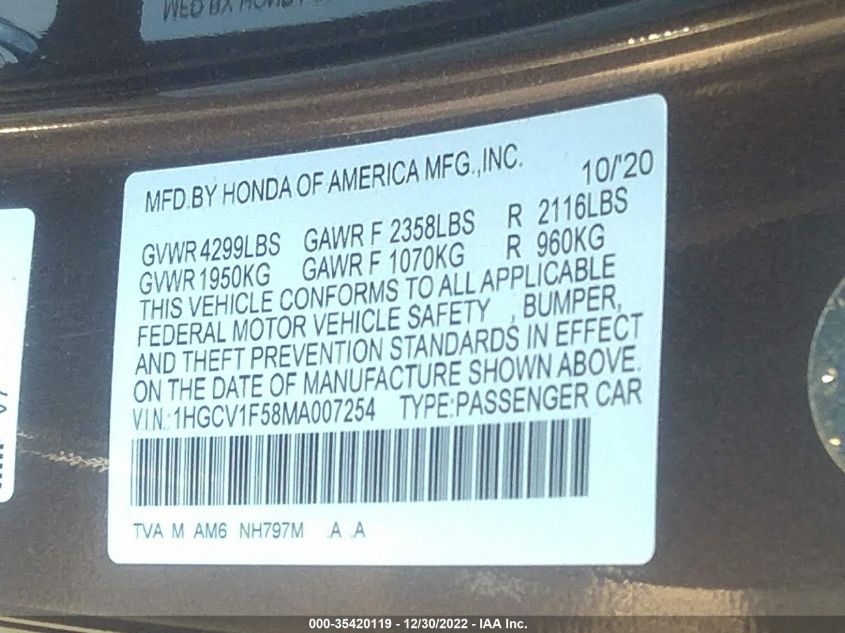 MFD.BY HONDA OF AMERICA MFG.,INC. 10/'20
GVWR 4299LBS GAWR F 2358LBS R 2116LBS
GVWR 1950KG GAWR F 1070KG R 960KG
THIS VEHICLE CONFORMS TO ALL APPLICABLE
FEDERAL MOTOR VEHICLE SAFETY , BUMPER,
AND THEFT PREVENTION STANDARDS IN EFFECT
ON THE DATE OF MANUFACTURE SHOWN ABOVE.
VIN.:1HGCV1F58MA007254 TYPE:PASSENGER CAR
TVA M AM6 NH797M .A .A
000-35420119 - 12/30/2022 - IAA Inc.